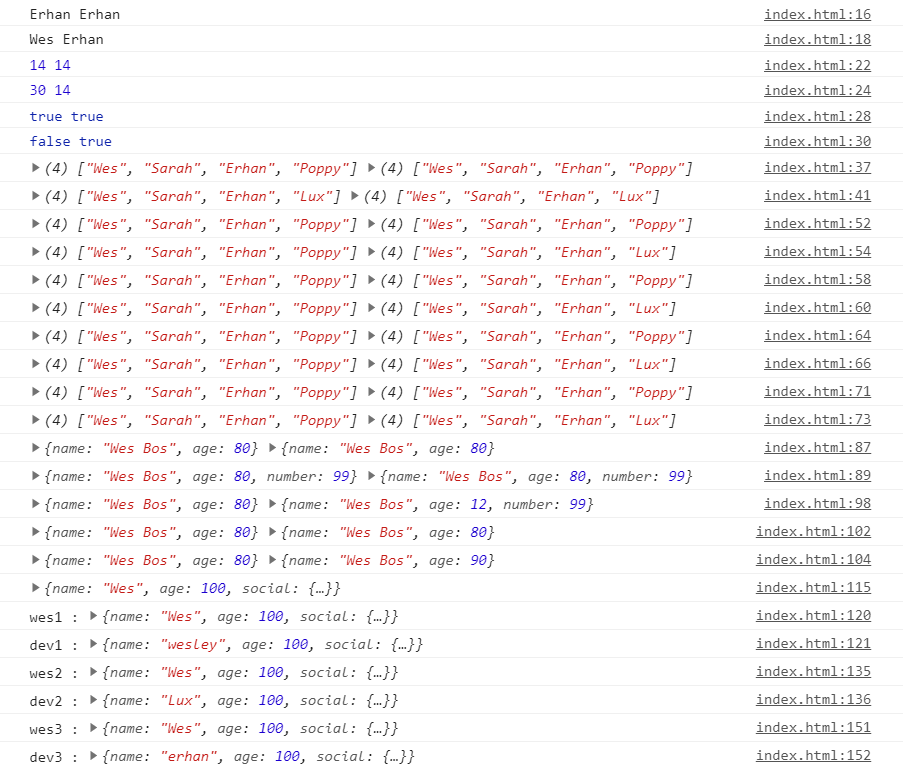 Erhan Erhan index.html:16
Wes Erhan index.html:18
14 14 index.html:22
30 14 index.html:24
true true index.html:28
false true index.html:30
(4) ["Wes", "Sarah", "Erhan", "Poppy"] (4) ["Wes", "Sarah", "Erhan", "Poppy"] index.html:37
(4) ["Wes", "Sarah", "Erhan", "Lux"] (4) ["Wes", "Sarah", "Erhan", "Lux"] index.html:41
(4) ["Wes", "Sarah", "Erhan", "Poppy"] (4) ["Wes", "Sarah", "Erhan", "Poppy"] index.html:52
(4) ["Wes", "Sarah", "Erhan", "Poppy"] (4) ["Wes", "Sarah", "Erhan", "Lux"] index.html:54
(4) ["Wes", "Sarah", "Erhan", "Poppy"] (4) ["Wes", "Sarah", "Erhan", "Poppy"] index.html:58
(4) ["Wes", "Sarah", "Erhan", "Poppy"] (4) ["Wes", "Sarah", "Erhan", "Lux"] index.html:60
(4) ["Wes", "Sarah", "Erhan", "Poppy"] (4) ["Wes", "Sarah", "Erhan", "Poppy"] index.html:64
(4) ["Wes", "Sarah", "Erhan", "Poppy"] (4) ["Wes", "Sarah", "Erhan", "Lux"] index.html:66
(4) ["Wes", "Sarah", "Erhan", "Poppy"] (4) ["Wes", "Sarah", "Erhan", "Poppy"] index.html:71
(4) ["Wes", "Sarah", "Erhan", "Poppy"] (4) ["Wes", "Sarah", "Erhan", "Lux"] index.html:73
{name: "Wes Bos", age: 80} {name: "Wes Bos", age: 80} index.html:87
{name: "Wes Bos", age: 80, number: 99} {name: "Wes Bos", age: 80, number: 99} index.html:89
{name: "Wes Bos", age: 80} {name: "Wes Bos", age: 12, number: 99} index.html:98
{name: "Wes Bos", age: 80} {name: "Wes Bos", age: 80} index.html:102
{name: "Wes Bos", age: 80} {name: "Wes Bos", age: 90} index.html:104
{name: "Wes", age: 100, social: {…}} index.html:115
wes1 : {name: "Wes", age: 100, social: {…}} index.html:120
dev1 : {name: "wesley", age: 100, social: {…}} index.html:121
wes2 : {name: "Wes", age: 100, social: {…}} index.html:135
dev2 : {name: "Lux", age: 100, social: {…}} index.html:136
wes3 : {name: "Wes", age: 100, social: {…}} index.html:151
dev3 : {name: "erhan", age: 100, social: {…}} index.html:152